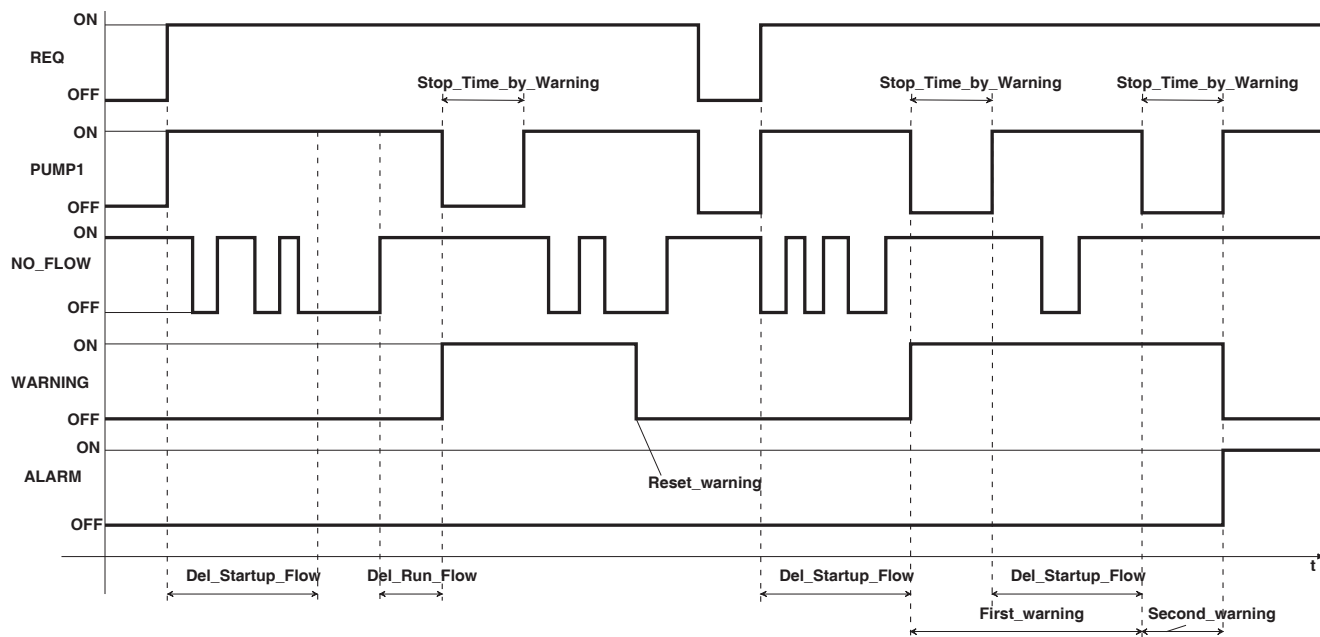 ON
REQ
OFF
Stop_Time_by_Warning
Stop_Time_by_Warning
Stop_Time_by_Warning
ON
PUMP1
OFF
ON
NO_FLOW
OFF
ON
WARNING
OFF
ON
ALARM
Reset_warning
OFF
t
Del_Startup_Flow
Del_Run_Flow
Del_Startup_Flow
Del_Startup_Flow
First_warning
Second_warning